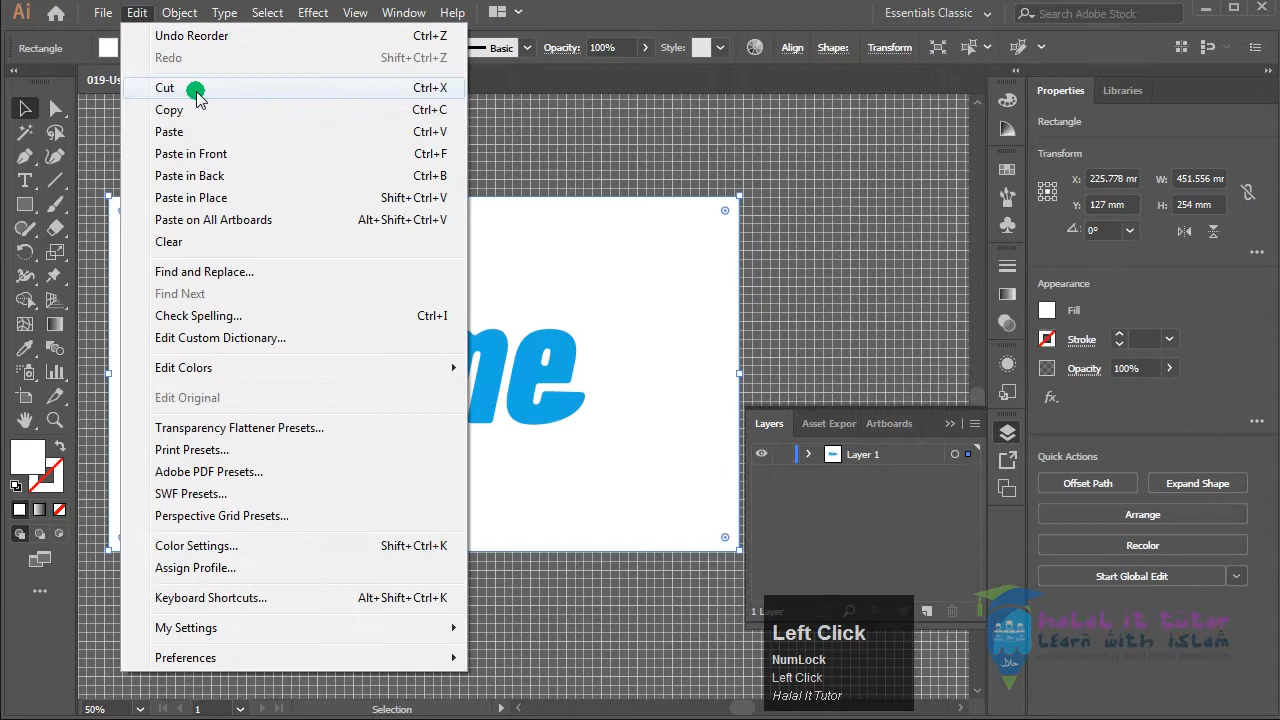 Ai
File Edit Object Type Select Effect View Window Help
Essentials Classic
Search Adobe Stock
Rectangle
Basic
Opacity: 100%
Style:
Align
Shape:
Transform
019-Us
Undo Reorder Ctrl+Z
Redo Shift+Ctrl+Z
Cut Ctrl+X
Copy Ctrl+C
Paste Ctrl+V
Paste in Front Ctrl+F
Paste in Back Ctrl+B
Paste in Place Shift+Ctrl+V
Paste on All Artboards Alt+Shift+Ctrl+V
Clear
Find and Replace...
Find Next
Check Spelling... Ctrl+I
Edit Custom Dictionary...
Edit Colors
Edit Original
Transparency Flattener Presets...
Print Presets...
Adobe PDF Presets...
SWF Presets...
Perspective Grid Presets...
Color Settings... Shift+Ctrl+K
Assign Profile...
Keyboard Shortcuts... Alt+Shift+Ctrl+K
My Settings
Preferences
me
Properties Libraries
Rectangle
Transform
X: 225.778 mr W: 451.556 mr
Y: 127 mm H: 254 mm
0°
Appearance
Fill
Stroke
Opacity 100%
fx.
Quick Actions
Offset Path Expand Shape
Arrange
Recolor
Start Global Edit
Layers Asset Expor Artboards
Layer 1
1 Layer
Left Click
NumLock
Left Click
Halal It Tutor
halal it tutor
Learn with islam
حلال
50% 1 Selection